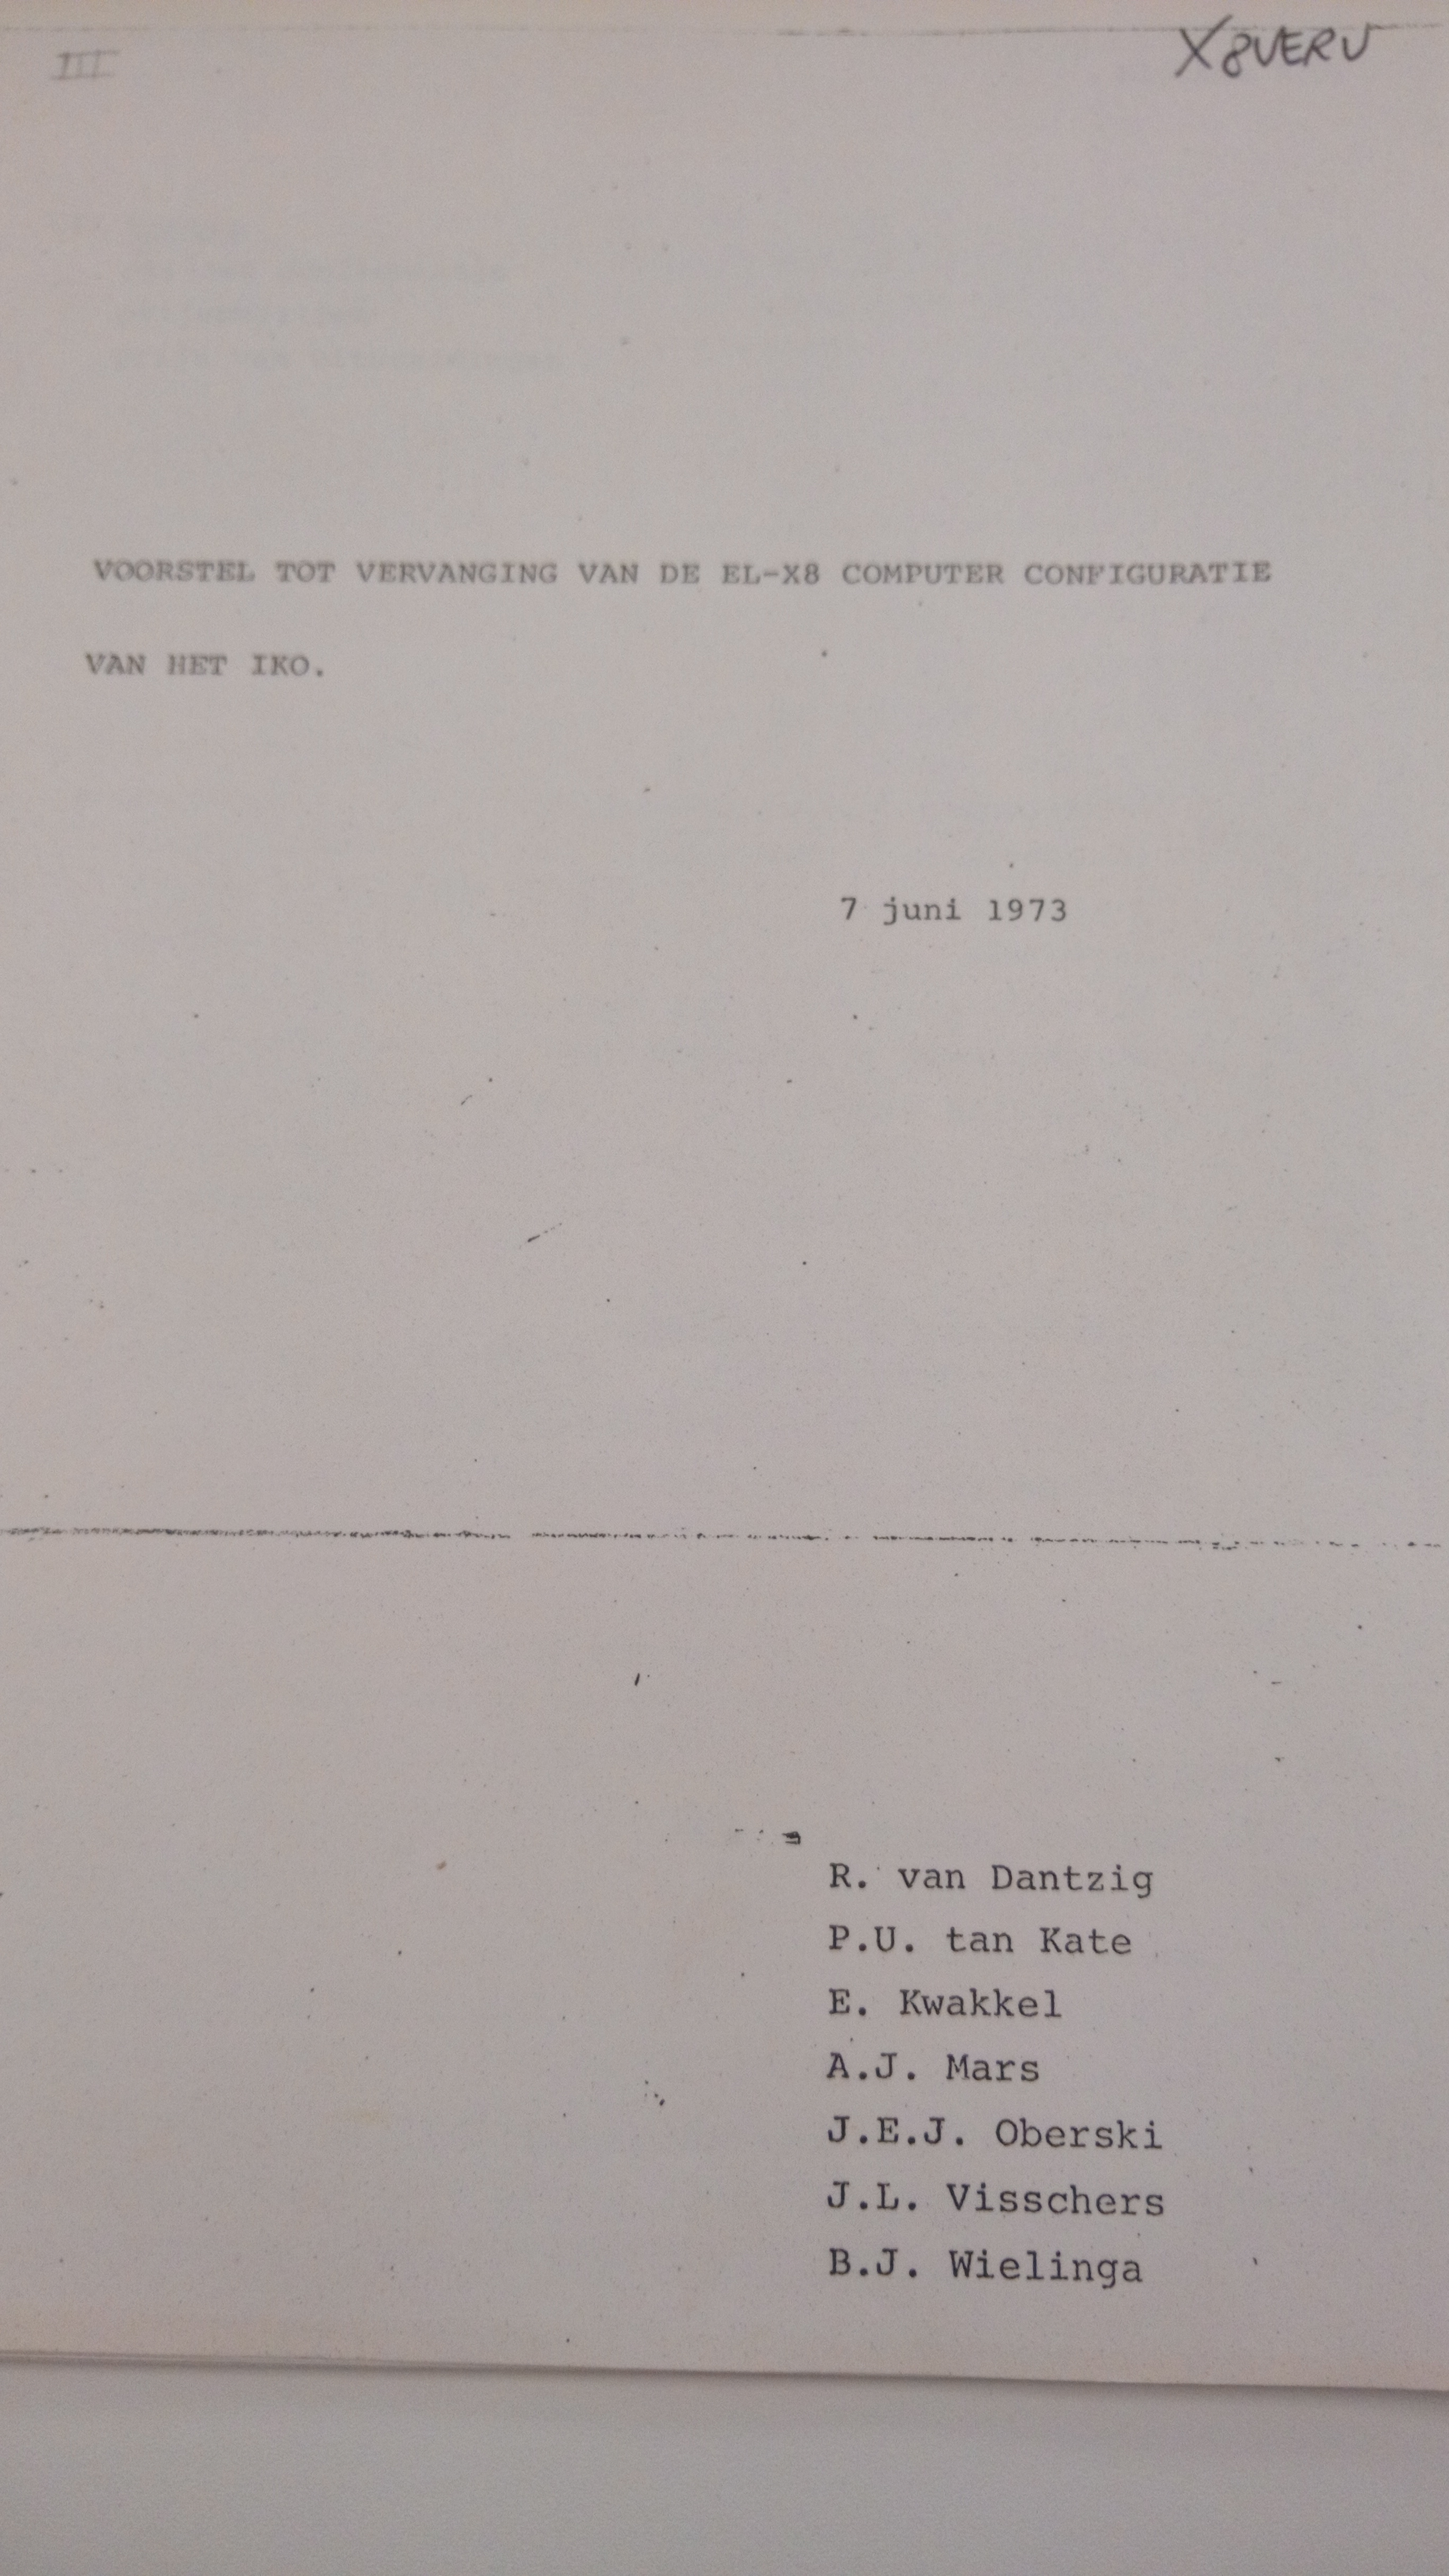 III
X8VERV
VOORSTEL TOT VERVANGING VAN DE EL-X8 COMPUTER CONFIGURATIE
VAN HET IKO.
7 juni 1973
R. van Dantzig
P.U. tan Kate
E. Kwakkel
A.J. Mars
J.E.J. Oberski
J.L. Visschers
B.J. Wielinga